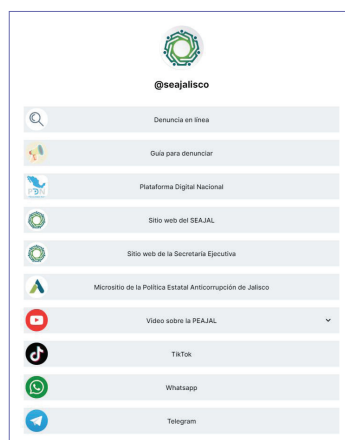 @seajalisco
Denuncia en línea
Guía para denunciar
PDN
Plataforma Digital Nacional
Sitio web del SEAJAL
Sitio web de la Secretaría Ejecutiva
Micrositio de la Política Estatal Anticorrupción de Jalisco
Video sobre la PEAJAL
TikTok
Whatsapp
Telegram